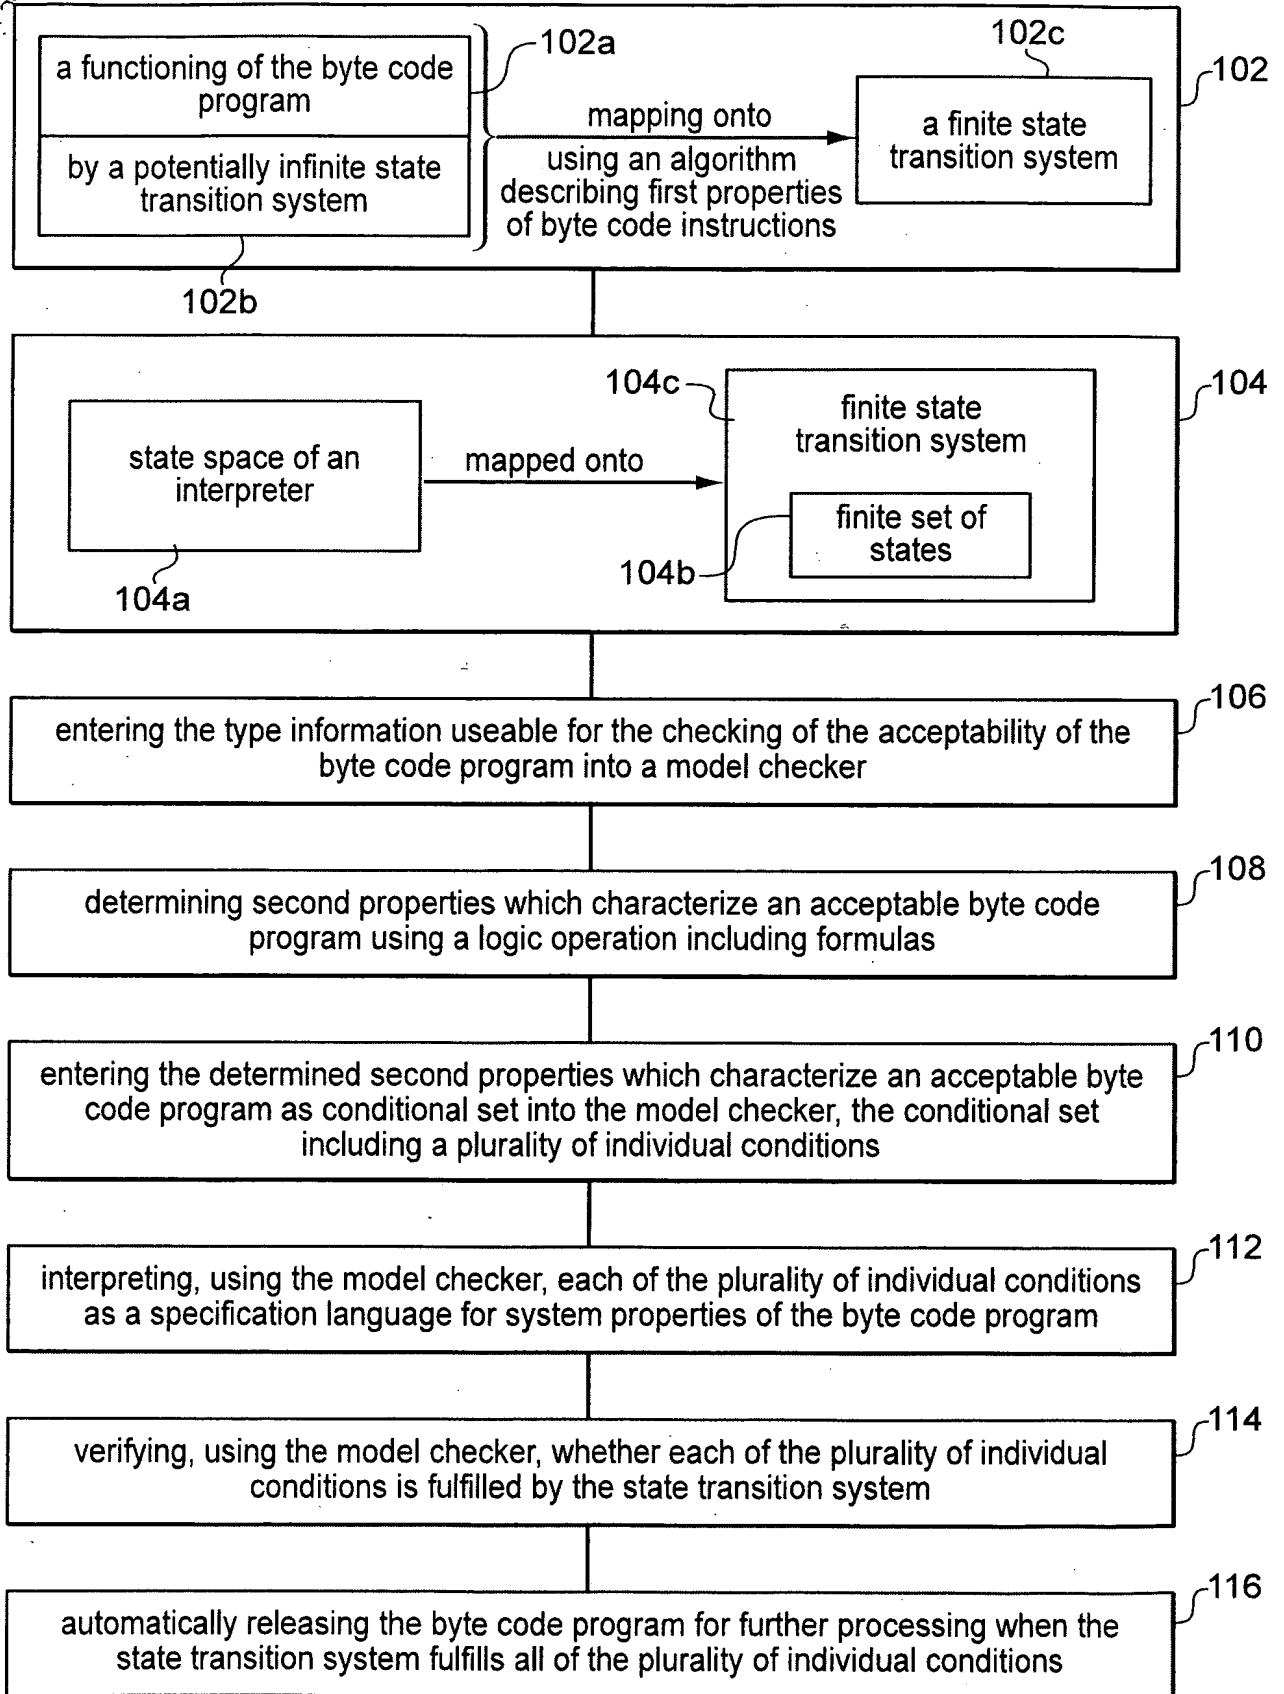 102a
102c
102
a functioning of the byte code
program
by a potentially infinite state
transition system
102b
mapping onto
using an algorithm
describing first properties
of byte code instructions
a finite state
transition system
104
104c
state space of an
interpreter
104a
mapped onto
finite state
transition system
finite set of
states
104b
106
entering the type information useable for the checking of the acceptability of the
byte code program into a model checker
108
determining second properties which characterize an acceptable byte code
program using a logic operation including formulas
110
entering the determined second properties which characterize an acceptable byte
code program as conditional set into the model checker, the conditional set
including a plurality of individual conditions
112
interpreting, using the model checker, each of the plurality of individual conditions
as a specification language for system properties of the byte code program
114
verifying, using the model checker, whether each of the plurality of individual
conditions is fulfilled by the state transition system
116
automatically releasing the byte code program for further processing when the
state transition system fulfills all of the plurality of individual conditions